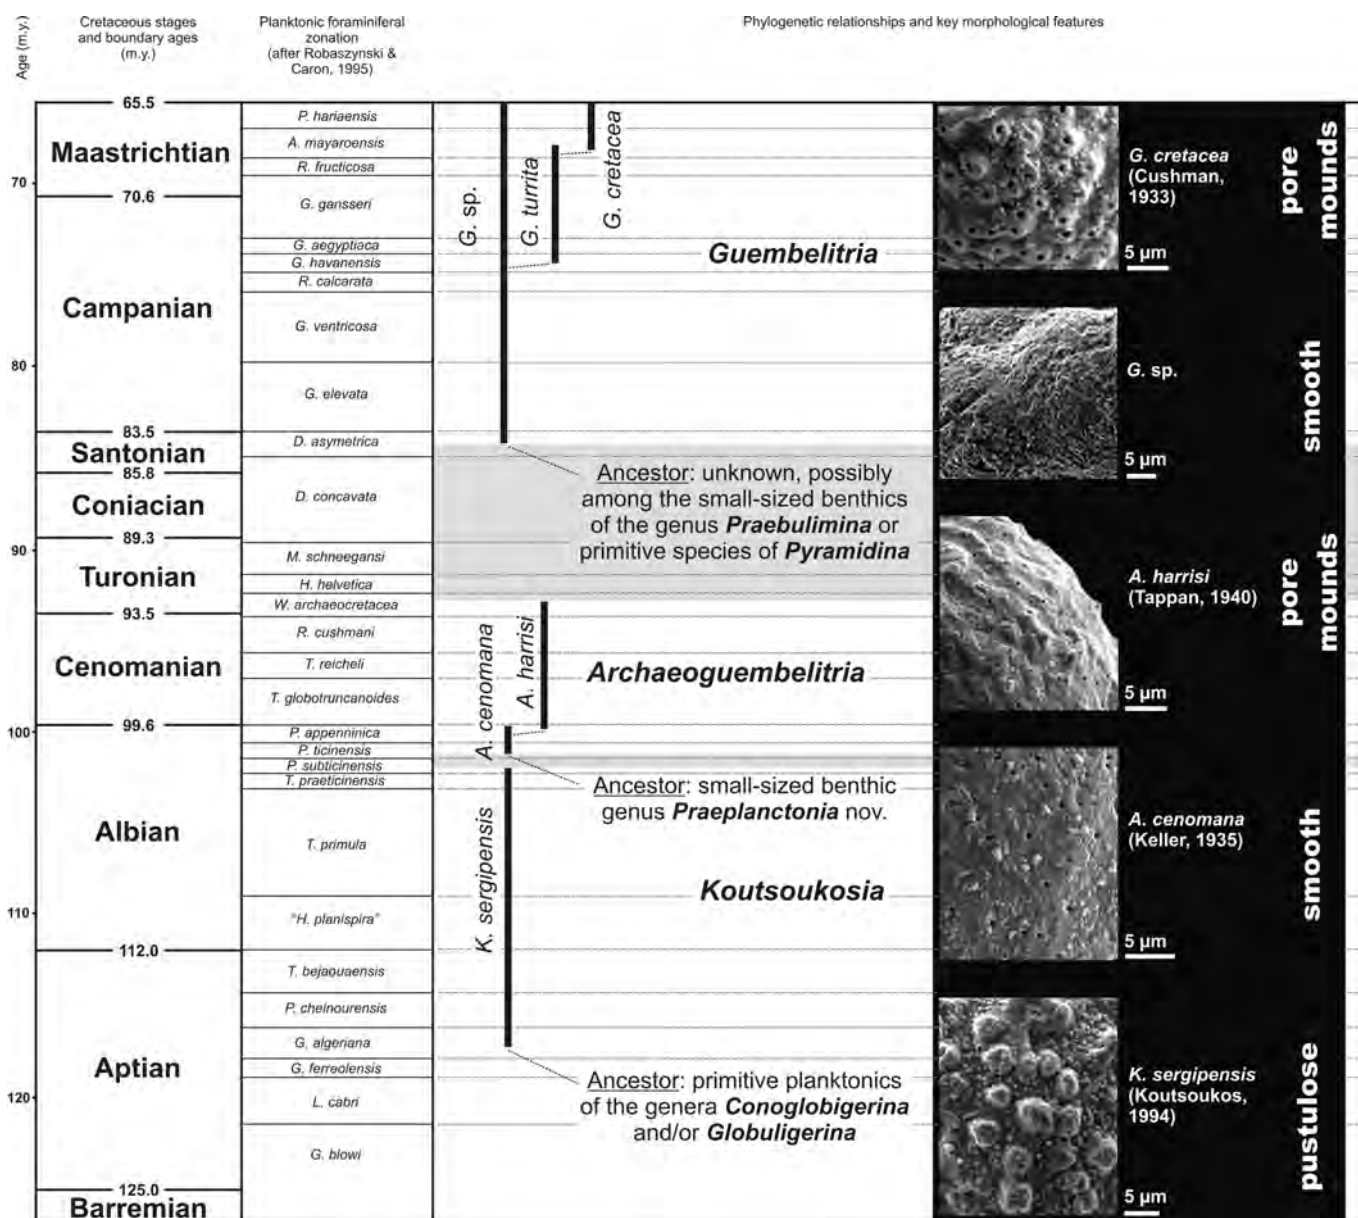 Age (m.y.)
Cretaceous stages
and boundary ages
(m.y.)
Planktonic foraminiferal
zonation
(after Robaszynski &
Caron, 1995)
Phylogenetic relationships and key morphological features
65.5
Maastrichtian
70
70.6
Campanian
80
83.5
Santonian
85.8
Coniacian
89.3
90
Turonian
93.5
Cenomanian
99.6
100
Albian
110
112.0
Aptian
120
125.0
Barremian
P. hariaensis
A. mayaroensis
R. fructicosa
G. gansseri
G. aegyptiaca
G. havanensis
R. calcarata
G. ventricosa
G. elevata
D. asymetrica
D. concavata
M. schneegansi
H. helvetica
W. archaeocretacea
R. cushmani
T. reicheli
T. globotruncanoides
P. appenninica
P. ticinensis
P. subticinensis
T. praeticinensis
T. primula
"H. planispira"
T. bejaouaensis
P. cheinourensis
G. algeriana
G. ferreolensis
L. cabri
G. blowi
G. sp.
G. turrita
G. cretacea
Guembelitria
Ancestor: unknown, possibly
among the small-sized benthics
of the genus Praebulimina or
primitive species of Pyramidina
A. cenomana
A. harrisi
Archaeoguembelitria
Ancestor: small-sized benthic
genus Praeplanctonia nov.
K. sergipensis
Koutsoukosia
Ancestor: primitive planktonics
of the genera Conoglobigerina
and/or Globuligerina
G. cretacea
(Cushman,
1933)
5 µm
pore
mounds
G. sp.
5 µm
smooth
A. harrisi
(Tappan, 1940)
5 µm
pore
mounds
A. cenomana
(Keller, 1935)
5 µm
smooth
K. sergipensis
(Koutsoukos,
1994)
5 µm
pustulose